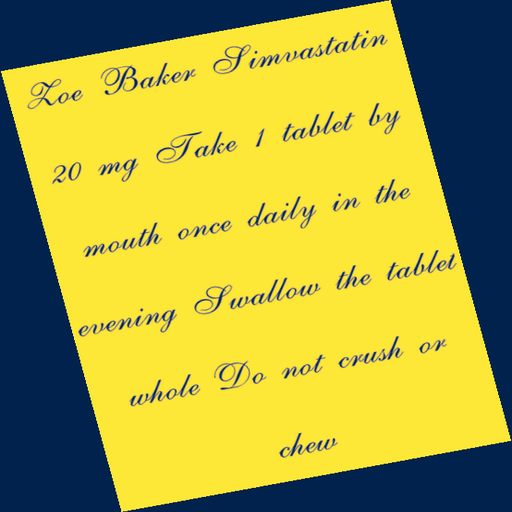 Zoe Baker Simvastatin
20 mg Take 1 tablet by
mouth once daily in the
evening Swallow the tablet
whole Do not crush or
chew